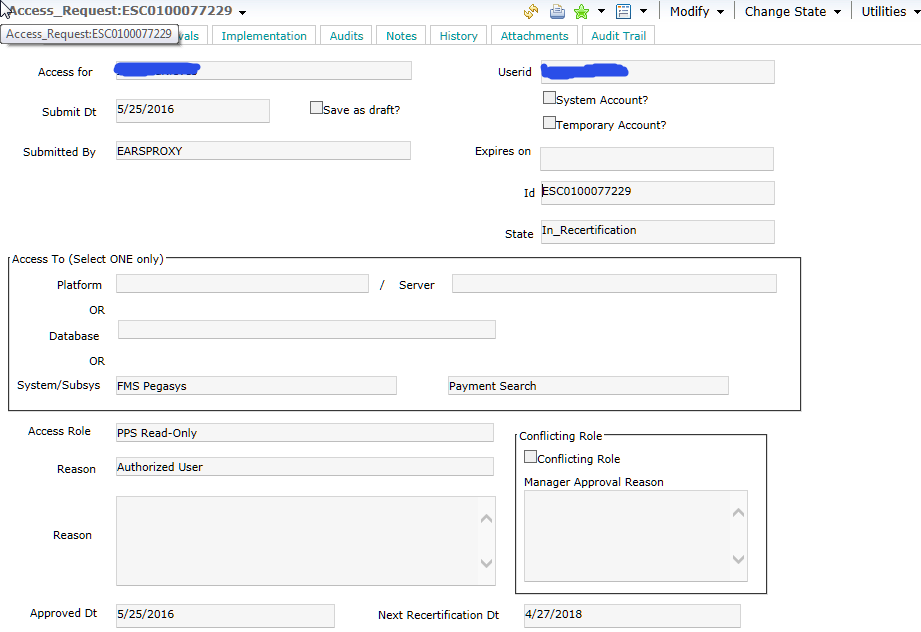 Access_Request:ESC0100077229 Modify Change State Utilities
Access_Request:ESC0100077229 Implementation Audits Notes History Attachments Audit Trail
Access for Userid
System Account?
Submit Dt 5/25/2016 Save as draft?
Temporary Account?
Submitted By EARSPROXY Expires on
Id ESC0100077229
State In_Recertification
Access To (Select ONE only)
Platform / Server
OR
Database
OR
System/Subsys FMS Pegasys Payment Search
Access Role PPS Read-Only
Conflicting Role
Reason Authorized User
Conflicting Role
Manager Approval Reason
Reason
Approved Dt 5/25/2016 Next Recertification Dt 4/27/2018